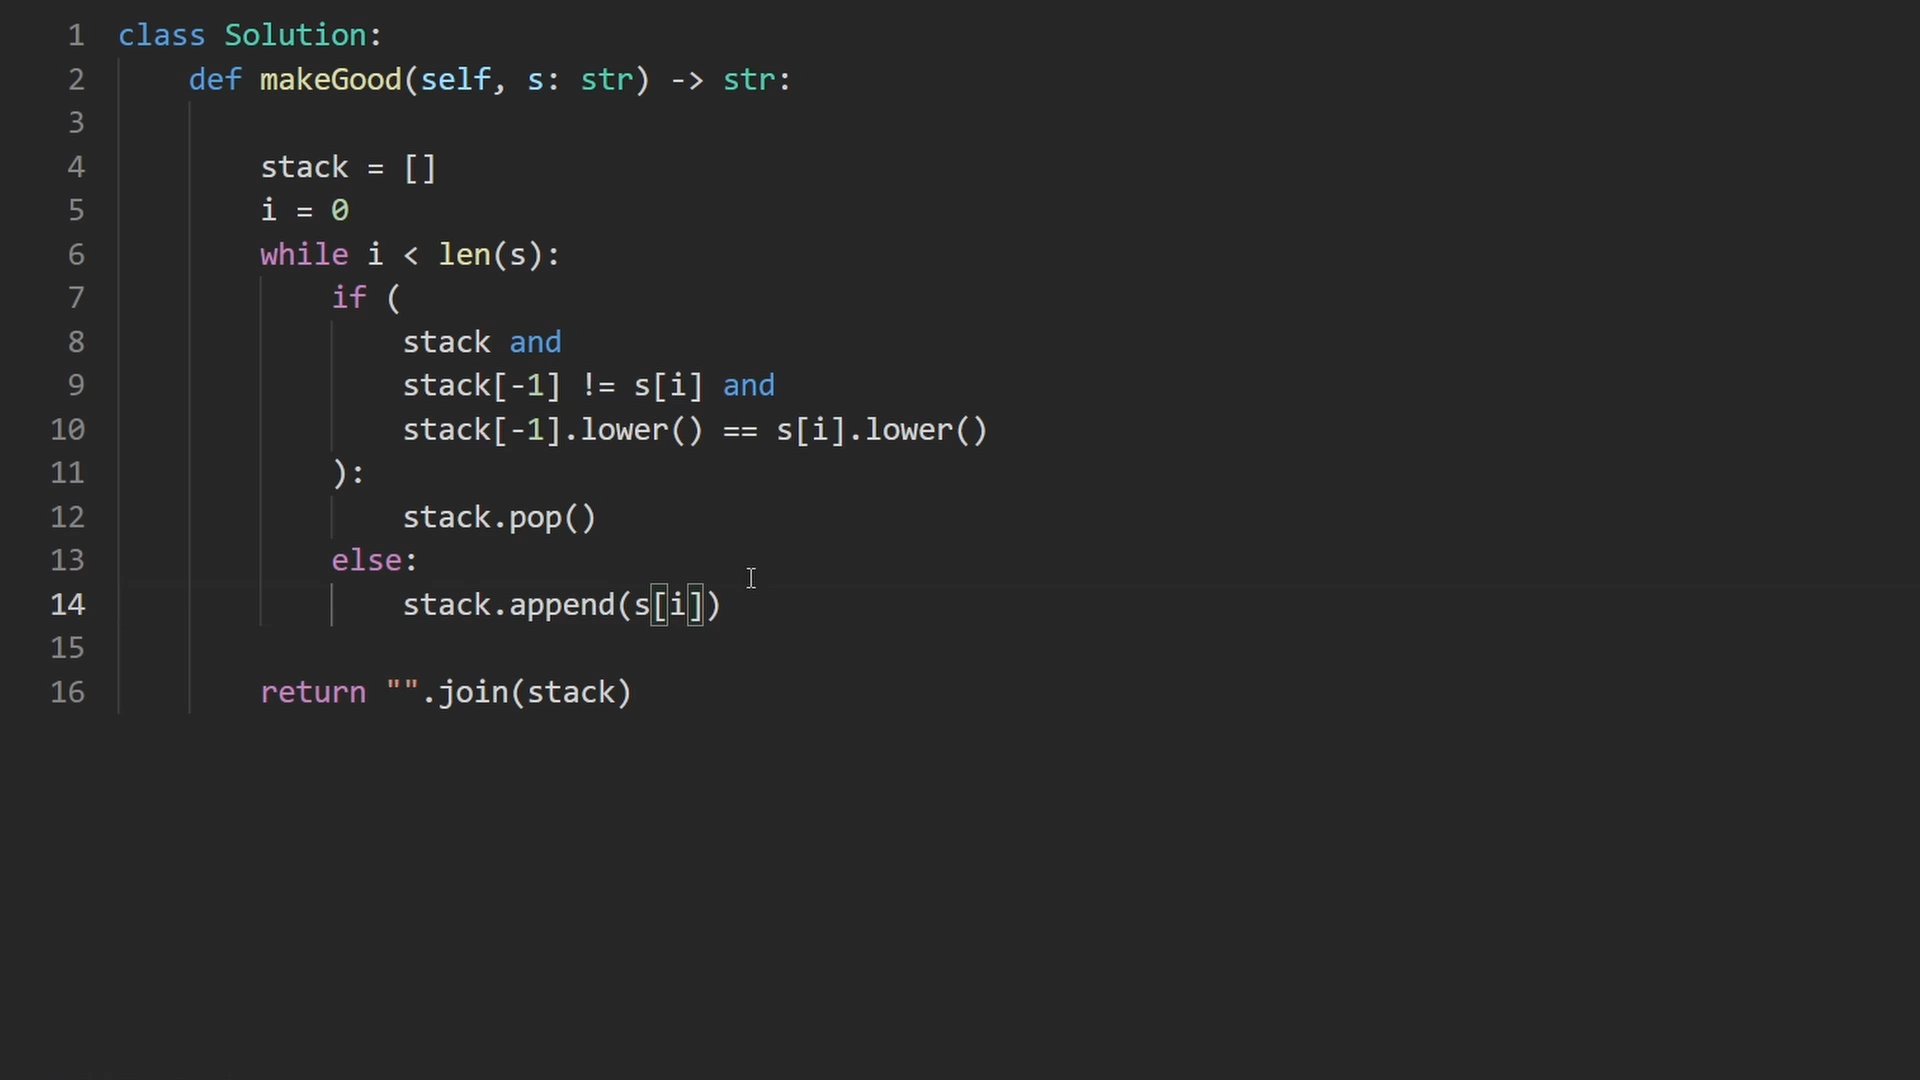 1 class Solution:
2 def makeGood(self, s: str) -> str:
3
4 stack = []
5 i = 0
6 while i < len(s):
7 if (
8 stack and
9 stack[-1] != s[i] and
10 stack[-1].lower() == s[i].lower()
11 ):
12 stack.pop()
13 else:
14 stack.append(s[i])
15
16 return "".join(stack)